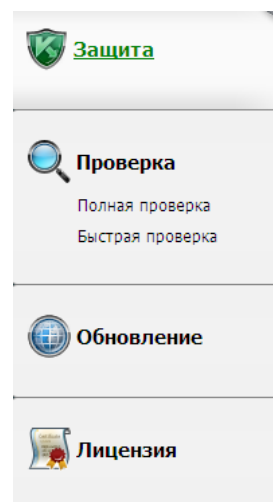 Защита
Проверка
Полная проверка
Быстрая проверка
Обновление
Лицензия